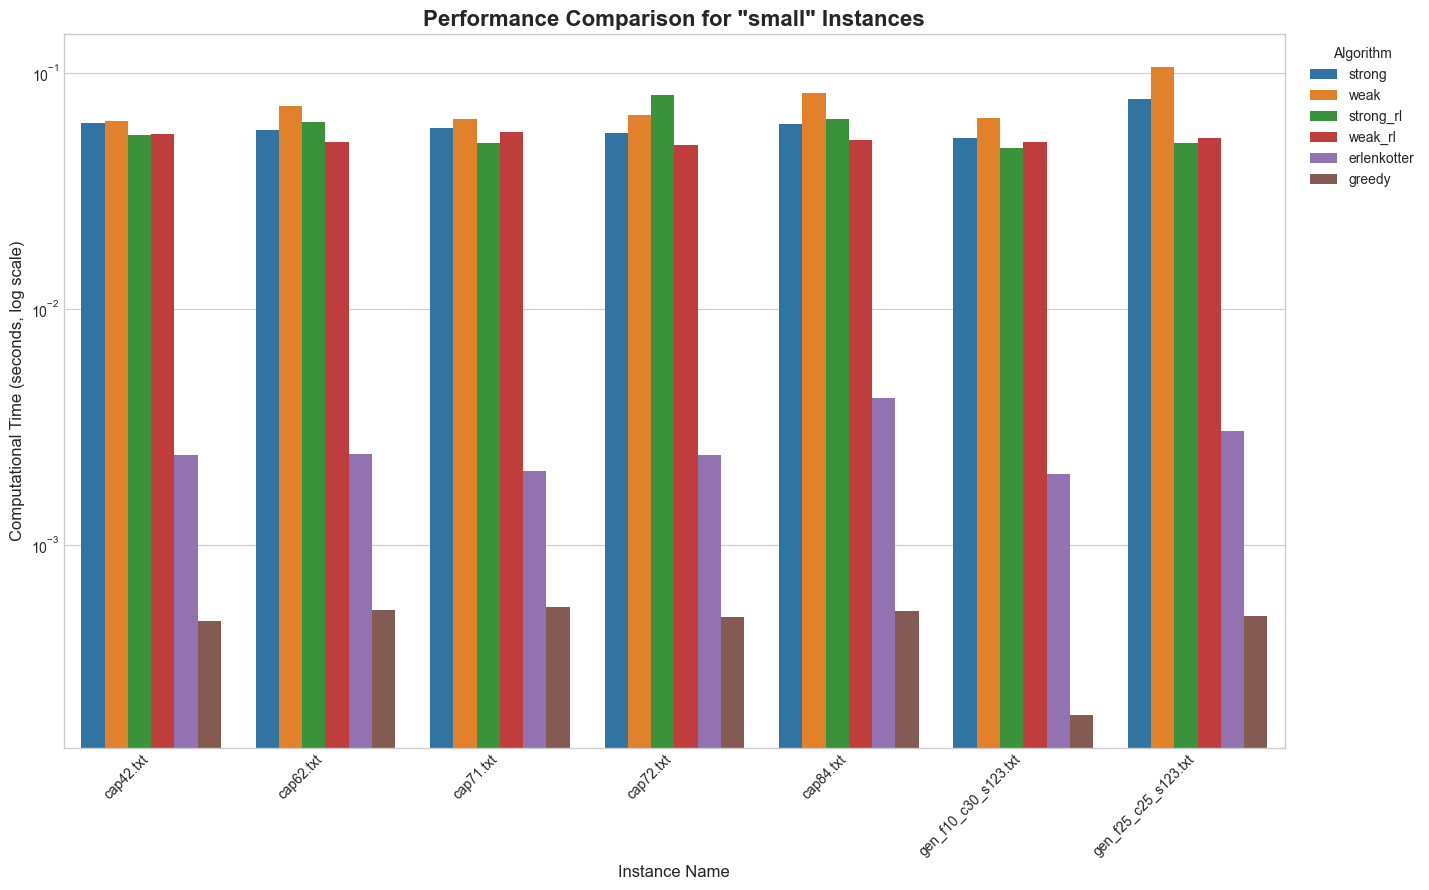 Performance Comparison for "small" Instances
Computational Time (seconds, log scale)
10⁻¹
10⁻²
10⁻³
cap42.txt
cap62.txt
cap71.txt
cap72.txt
cap84.txt
gen_f10_c30_s123.txt
gen_f25_c25_s123.txt
Instance Name
Algorithm
strong
weak
strong_rl
weak_rl
erlenkotter
greedy